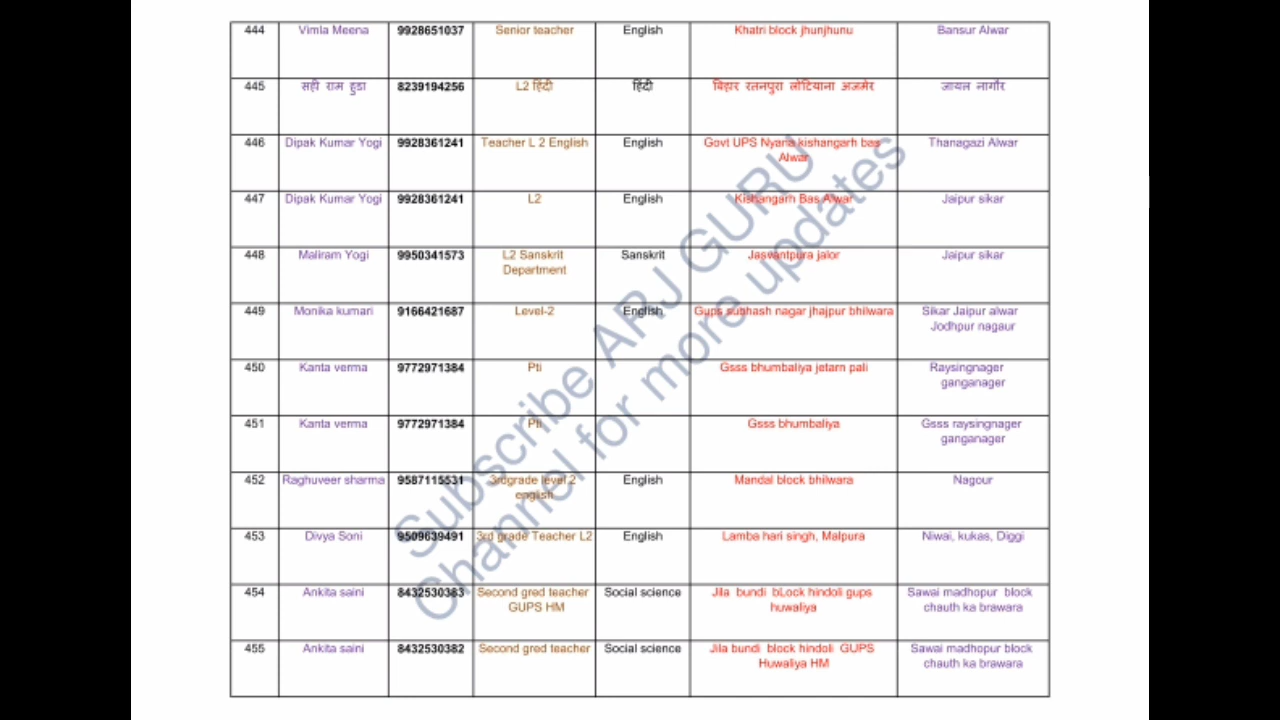 444 Vimla Meena 9928651037 Senior teacher English Khatri block jhunjhunu Bansur Alwar
445 सही राम हुडा 8239194256 L2 हिंदी हिंदी बिहार रतनपुरा लोटियाना अजमेर जायल नागौर
446 Dipak Kumar Yogi 9928361241 Teacher L 2 English English Govt UPS Nyana kishangarh bas Thanagazi Alwar
Alwar
447 Dipak Kumar Yogi 9928361241 L2 English Kishangarh Bas Alwar Jaipur sikar
448 Maliram Yogi 9950341573 L2 Sanskrit Sanskrit Jaswantpura jalor Jaipur sikar
Department
449 Monika kumari 9166421687 Level-2 English Gups subhash nagar jhajpur bhilwara Sikar Jaipur alwar
Jodhpur nagaur
450 Kanta verma 9772971384 Pti Gsss bhumbaliya jetarn pali Raysingnager
ganganager
451 Kanta verma 9772971384 Pti Gsss bhumbaliya Gsss raysingnager
ganganager
452 Raghuveer sharma 9587115531 3rdgrade level 2 English Mandal block bhilwara Nagour
english
453 Divya Soni 9509639491 3rd grade Teacher L2 English Lamba hari singh, Malpura Niwai, kukas, Diggi
454 Ankita saini 8432530383 Second gred teacher Social science Jila bundi bLock hindoli gups Sawai madhopur block
GUPS HM huwaliya chauth ka brawara
455 Ankita saini 8432530382 Second gred teacher Social science Jila bundi block hindoli GUPS Sawai madhopur block
Huwaliya HM chauth ka brawara
Subscribe ARJ GURU
Channel for more updates